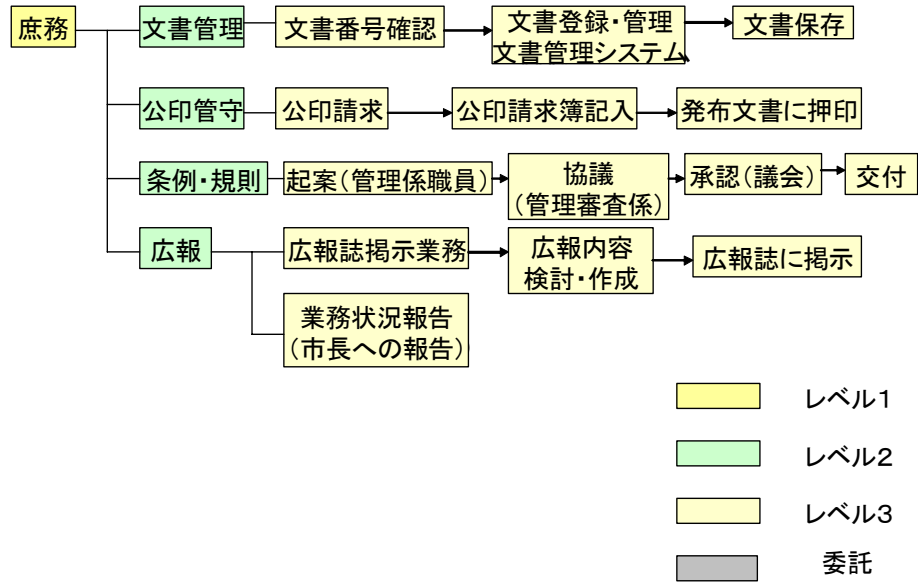 庶務
文書管理
文書番号確認
文書登録・管理
文書管理システム
文書保存
公印管守
公印請求
公印請求簿記入
発布文書に押印
条例・規則
起案(管理係職員)
協議
(管理審査係)
承認(議会)
交付
広報
広報誌掲示業務
広報内容
検討・作成
広報誌に掲示
業務状況報告
(市長への報告)
レベル1
レベル2
レベル3
委託